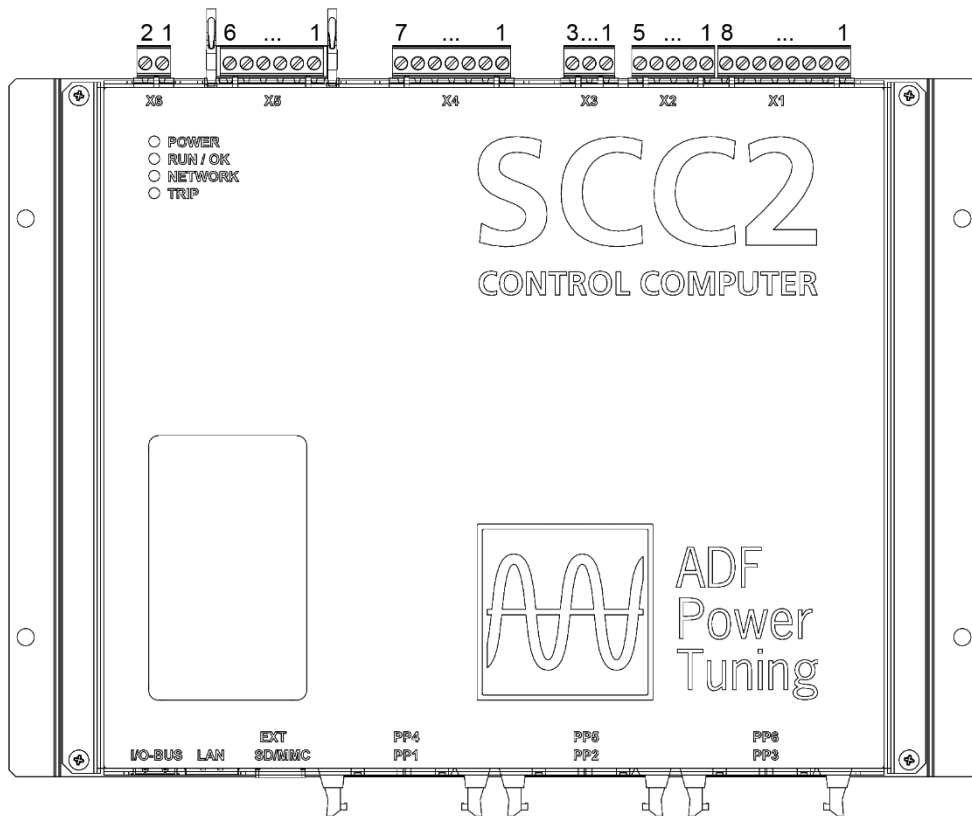 2 1 6 ... 1 7 ... 1 3...1 5 ... 1 8 ... 1
X6 X5 X4 X3 X2 X1
POWER
RUN / OK
NETWORK
TRIP
SCC2
CONTROL COMPUTER
ADF
Power
Tuning
EXT PP4 PP5 PP6
I/O-BUS LAN SD/MMC PP1 PP2 PP3